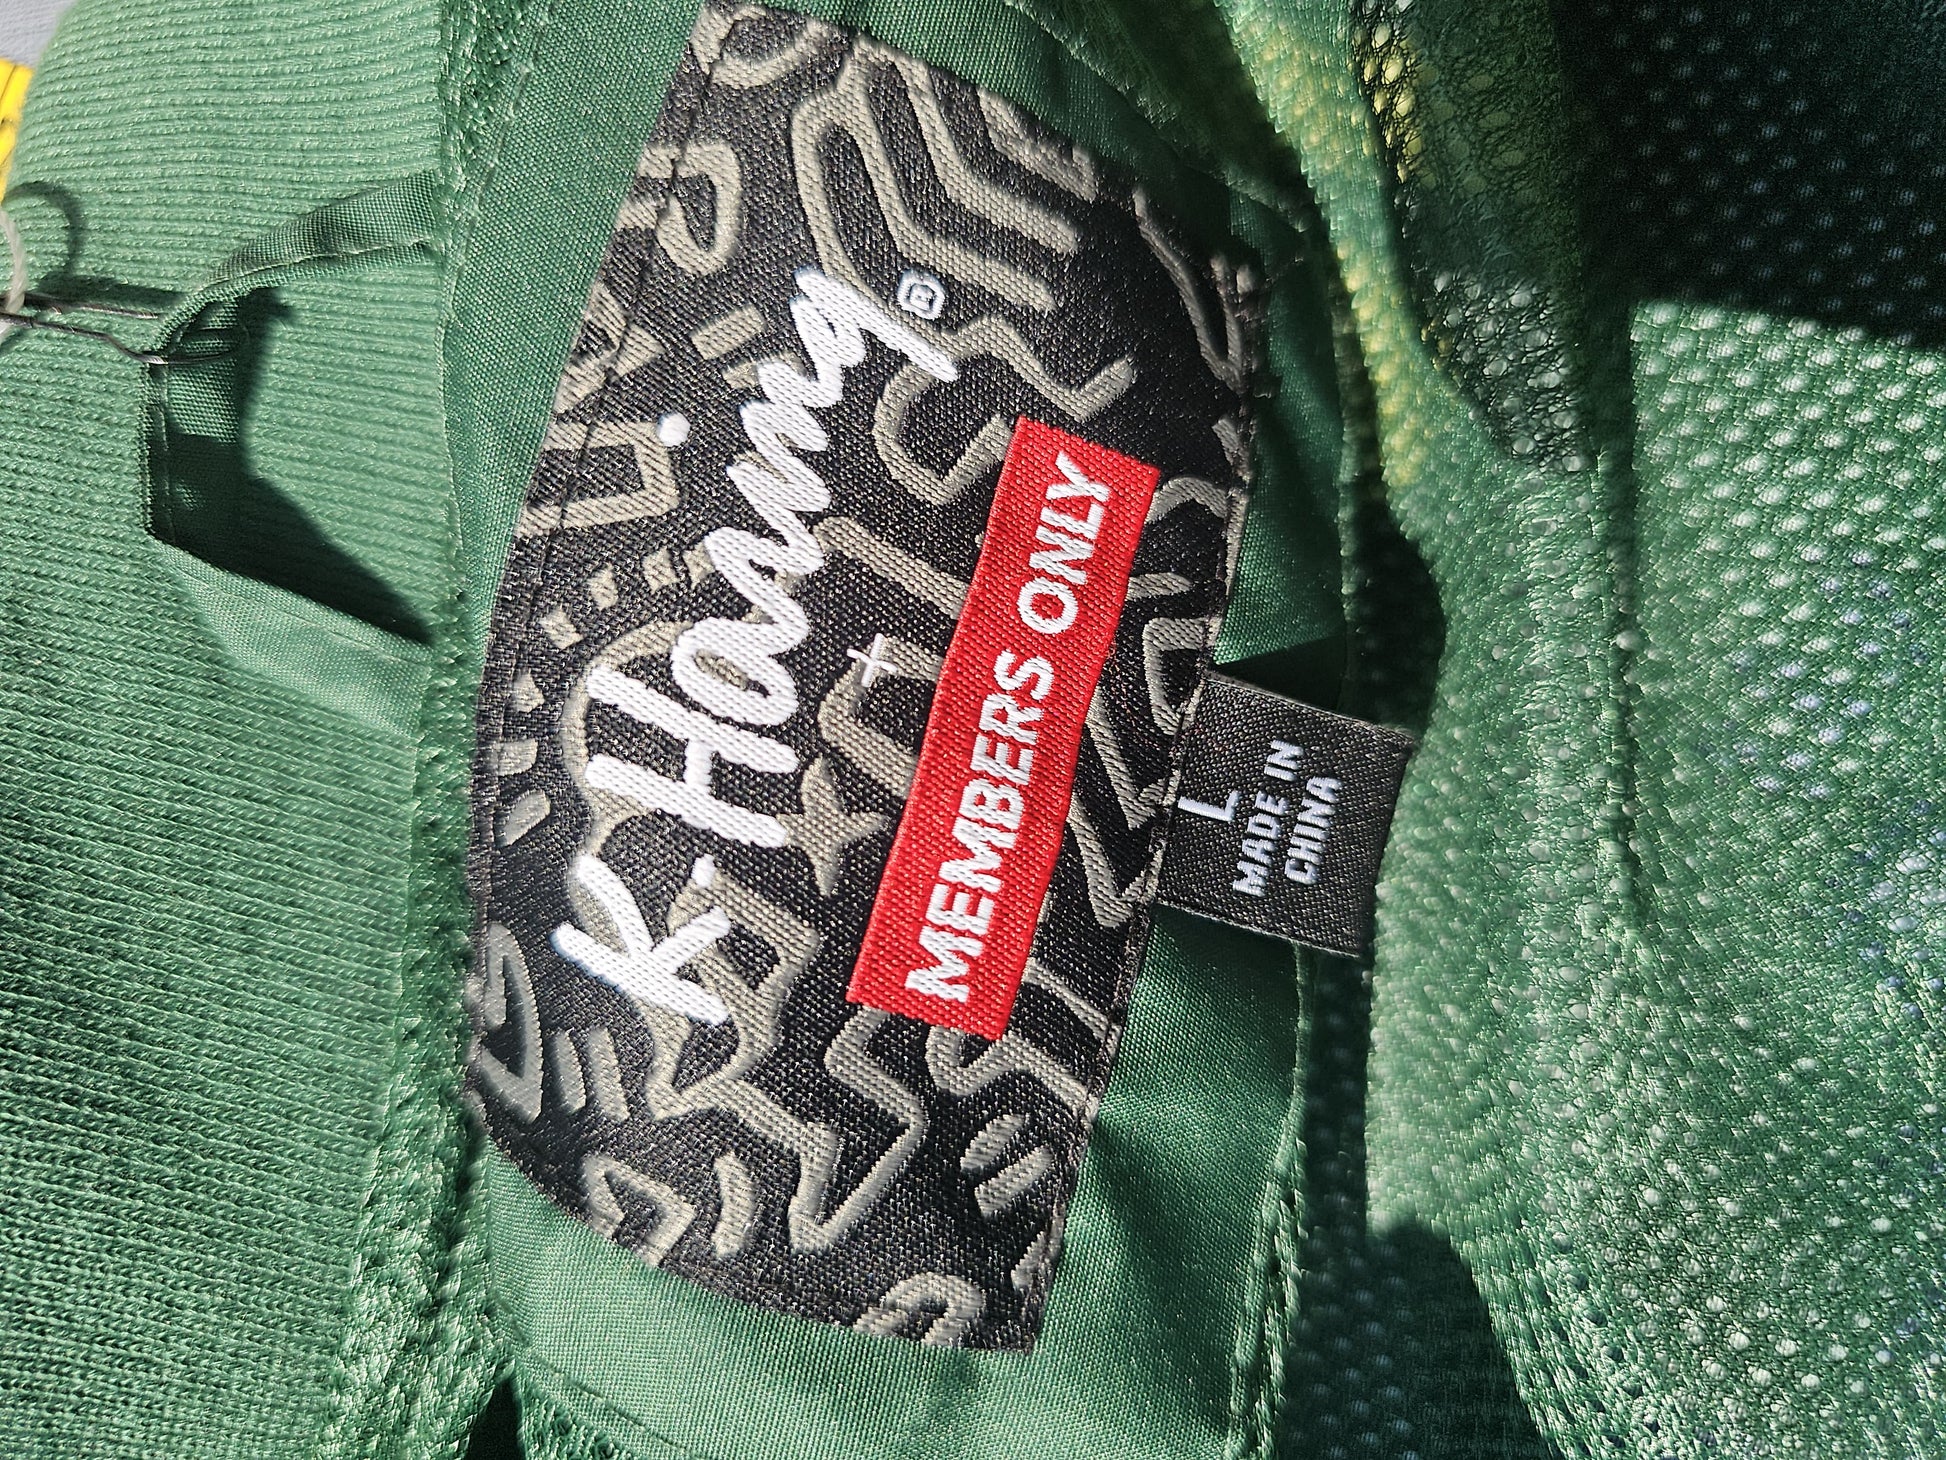 K.Haring®
+
MEMBERS ONLY
L
MADE IN
CHINA